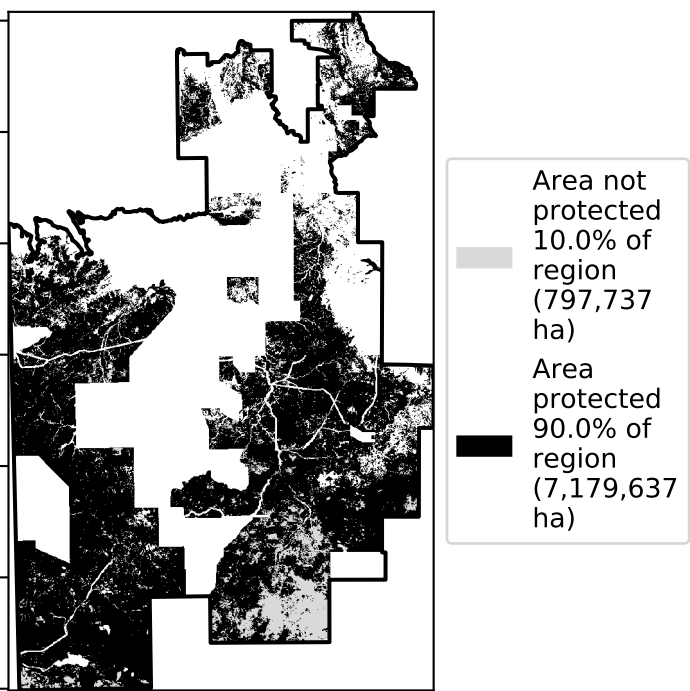 Area not
protected
10.0% of
region
(797,737
ha)
Area
protected
90.0% of
region
(7,179,637
ha)